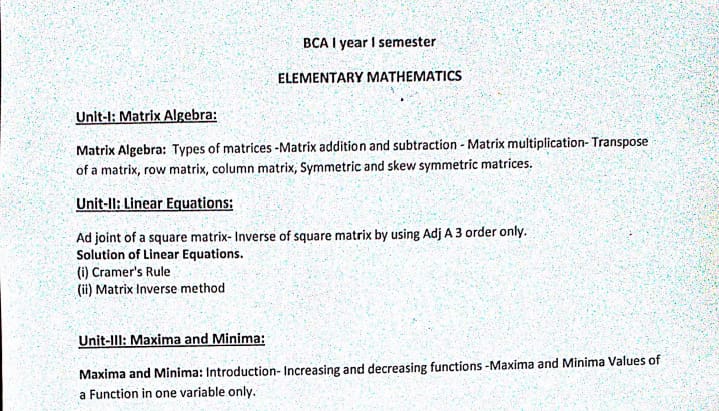 BCA I year I semester
ELEMENTARY MATHEMATICS
Unit-I: Matrix Algebra:
Matrix Algebra: Types of matrices -Matrix addition and subtraction - Matrix multiplication- Transpose
of a matrix, row matrix, column matrix, Symmetric and skew symmetric matrices.
Unit-II: Linear Equations:
Ad joint of a square matrix- Inverse of square matrix by using Adj A 3 order only.
Solution of Linear Equations.
(i) Cramer's Rule
(ii) Matrix Inverse method
Unit-III: Maxima and Minima:
Maxima and Minima: Introduction- Increasing and decreasing functions -Maxima and Minima Values of
a Function in one variable only.